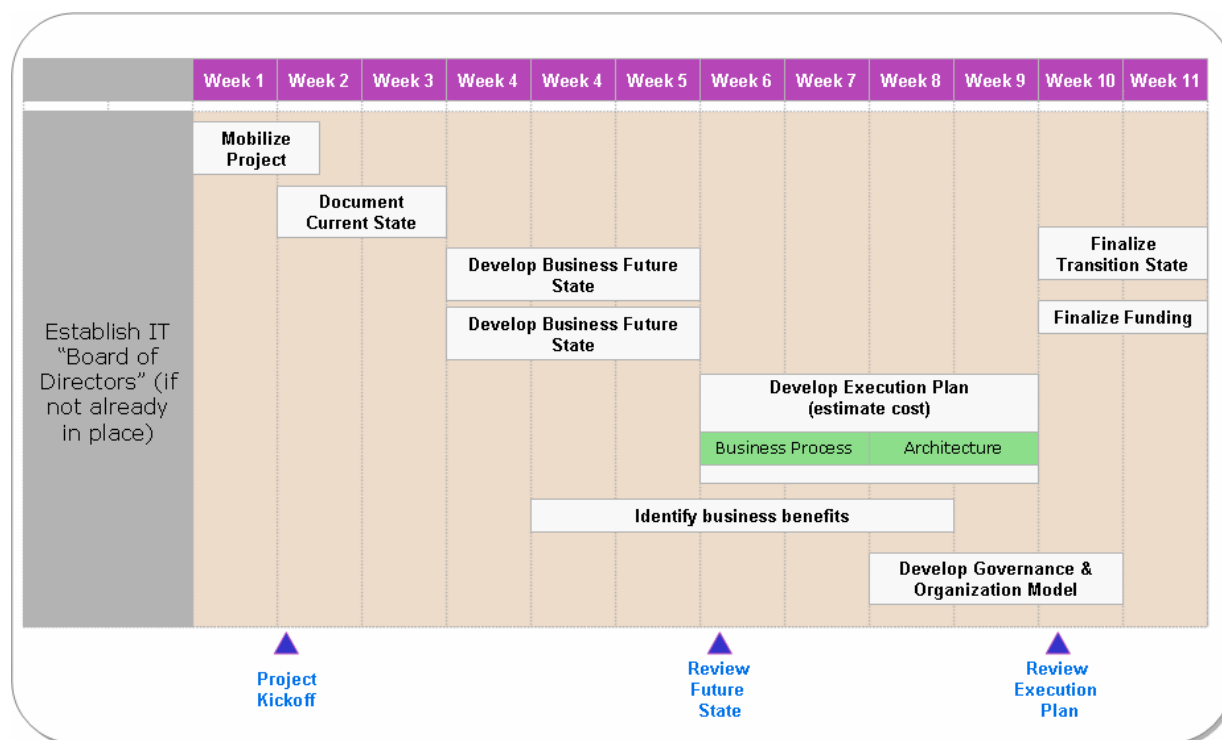 Week 1 Week 2 Week 3 Week 4 Week 4 Week 5 Week 6 Week 7 Week 8 Week 9 Week 10 Week 11
Establish IT
“Board of
Directors” (if
not already
in place)
Mobilize
Project
Document
Current State
Develop Business Future
State
Develop Business Future
State
Finalize
Transition State
Finalize Funding
Develop Execution Plan
(estimate cost)
Business Process
Architecture
Identify business benefits
Develop Governance &
Organization Model
Project
Kickoff
Review
Future
State
Review
Execution
Plan